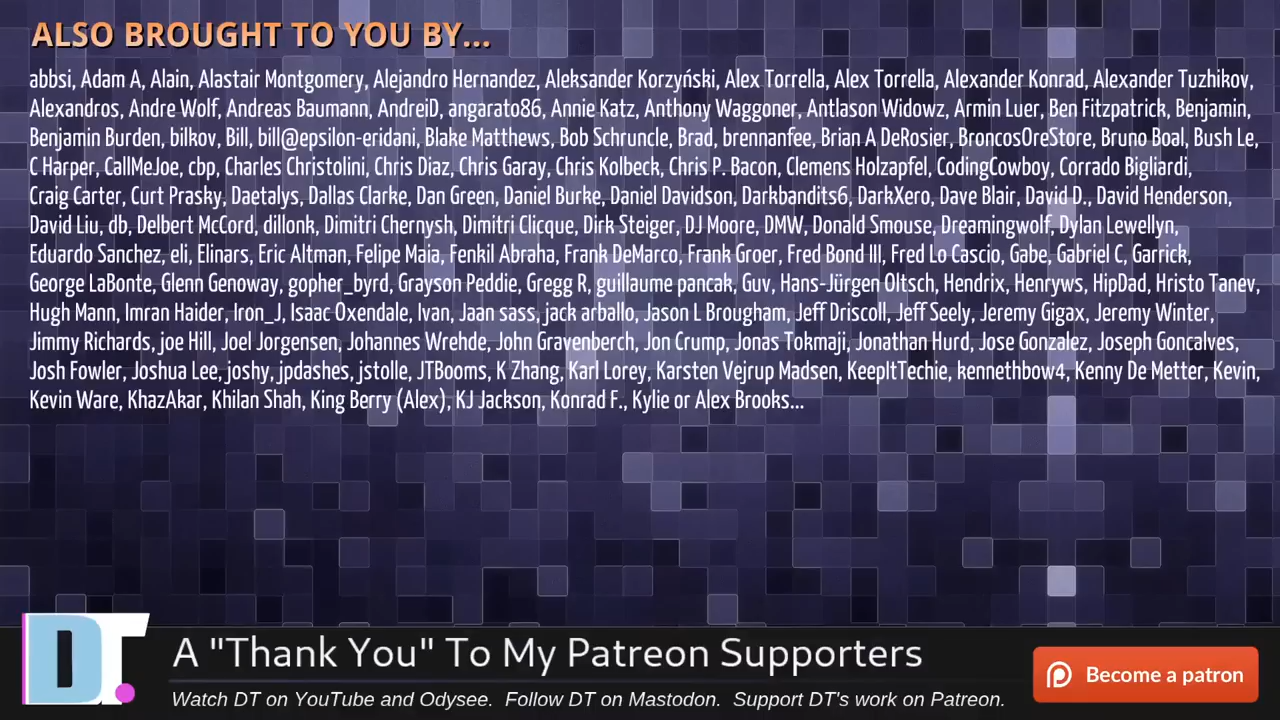 ALSO BROUGHT TO YOU BY...
abbsi, Adam A, Alain, Alastair Montgomery, Alejandro Hernandez, Aleksander Korzyński, Alex Torrella, Alex Torrella, Alexander Konrad, Alexander Tuzhikov,
Alexandros, Andre Wolf, Andreas Baumann, AndreiD, angarato86, Annie Katz, Anthony Waggoner, Antlason Widowz, Armin Luer, Ben Fitzpatrick, Benjamin,
Benjamin Burden, bilkov, Bill, bill@epsilon-eridani, Blake Matthews, Bob Schruncle, Brad, brennanfee, Brian A DeRosier, BroncosOreStore, Bruno Boal, Bush Le,
C Harper, CallMeJoe, cbp, Charles Christolini, Chris Diaz, Chris Garay, Chris Kolbeck, Chris P. Bacon, Clemens Holzapfel, CodingCowboy, Corrado Bigliardi,
Craig Carter, Curt Prasky, Daetalys, Dallas Clarke, Dan Green, Daniel Burke, Daniel Davidson, Darkbandits6, DarkXero, Dave Blair, David D., David Henderson,
David Liu, db, Delbert McCord, dillonk, Dimitri Chernysh, Dimitri Clicque, Dirk Steiger, DJ Moore, DMW, Donald Smouse, Dreamingwolf, Dylan Lewellyn,
Eduardo Sanchez, eli, Elinars, Eric Altman, Felipe Maia, Fenkil Abraha, Frank DeMarco, Frank Groer, Fred Bond III, Fred Lo Cascio, Gabe, Gabriel C, Garrick,
George LaBonte, Glenn Genoway, gopher_byrd, Grayson Peddie, Gregg R, guillaume pancak, Guv, Hans-Jürgen Oltsch, Hendrix, Henryws, HipDad, Hristo Tanev,
Hugh Mann, Imran Haider, Iron_J, Isaac Oxendale, Ivan, Jaan sass, jack arballo, Jason L Brougham, Jeff Driscoll, Jeff Seely, Jeremy Gigax, Jeremy Winter,
Jimmy Richards, joe Hill, Joel Jorgensen, Johannes Wrehde, John Gravenberch, Jon Crump, Jonas Tokmaji, Jonathan Hurd, Jose Gonzalez, Joseph Goncalves,
Josh Fowler, Joshua Lee, joshy, jpdashes, jstolle, JTBooms, K Zhang, Karl Lorey, Karsten Vejrup Madsen, KeepItTechie, kennethbow4, Kenny De Metter, Kevin,
Kevin Ware, KhazAkar, Khilan Shah, King Berry (Alex), KJ Jackson, Konrad F., Kylie or Alex Brooks...
DT.
A "Thank You" To My Patreon Supporters
Watch DT on YouTube and Odysee. Follow DT on Mastodon. Support DT's work on Patreon.
Become a patron